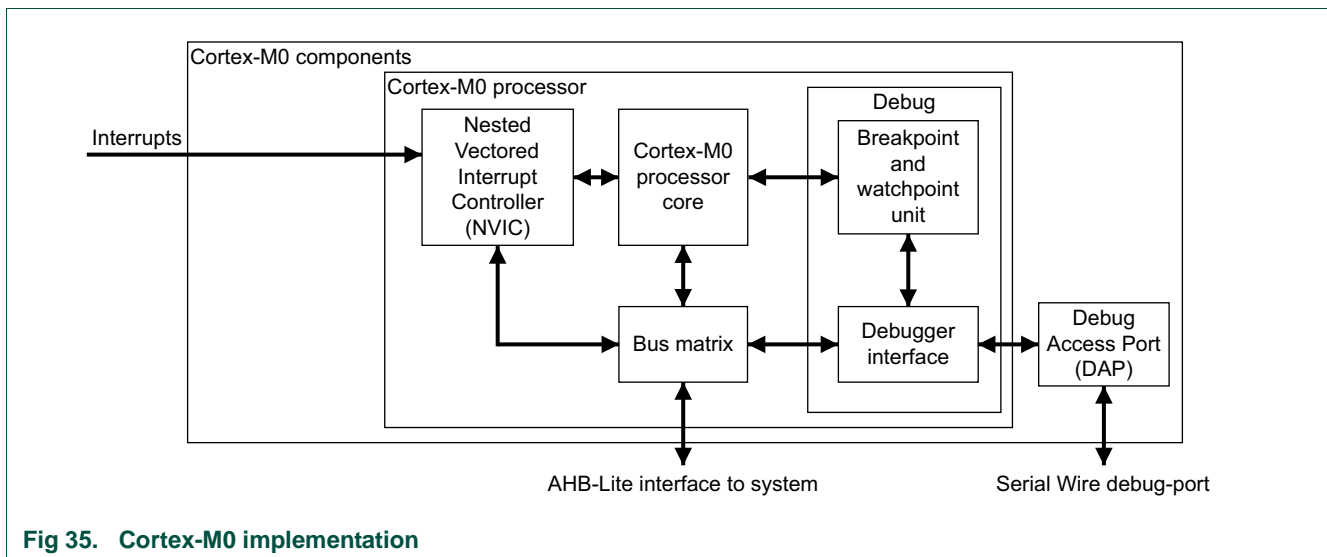 Cortex-M0 components
Cortex-M0 processor
Debug
Interrupts
Nested
Vectored
Interrupt
Controller
(NVIC)
Cortex-M0
processor
core
Breakpoint
and
watchpoint
unit
Bus matrix
Debugger
interface
Debug
Access Port
(DAP)
AHB-Lite interface to system
Serial Wire debug-port
Fig 35. Cortex-M0 implementation